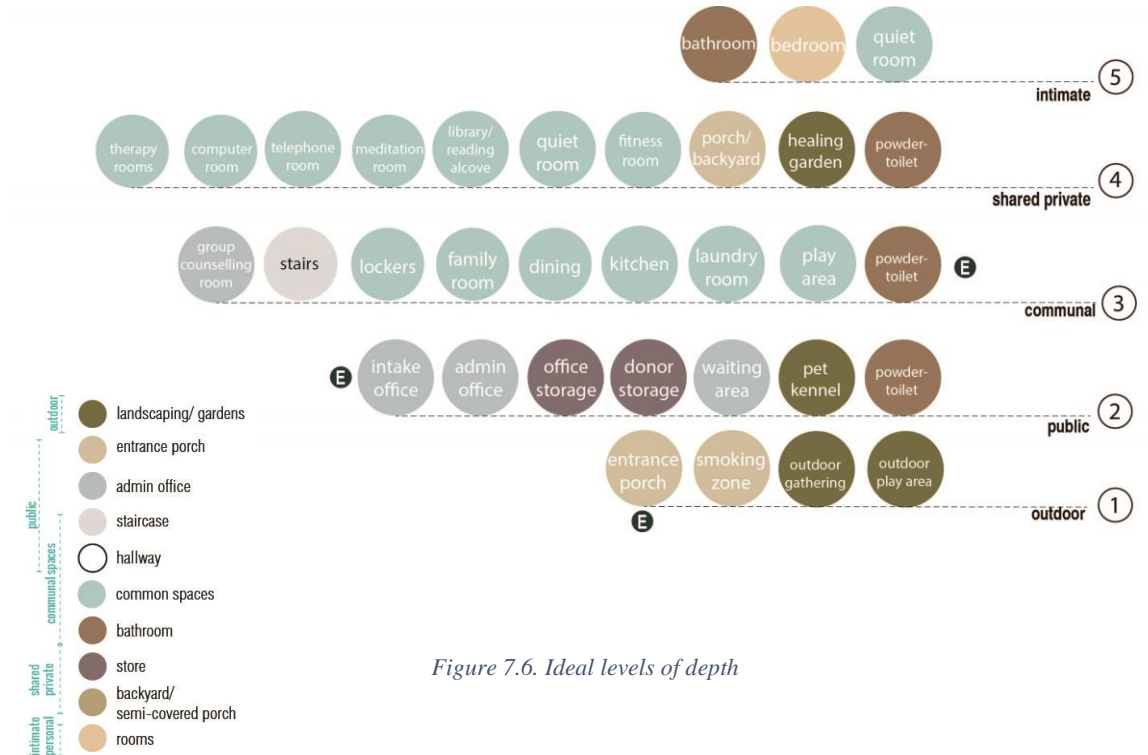 bathroom
bedroom
quiet
room
5
intimate
therapy
rooms
computer
room
telephone
room
meditation
room
library/
reading
alcove
quiet
room
fitness
room
porch/
backyard
healing
garden
powder-
toilet
4
shared private
group
counselling
room
stairs
lockers
family
room
dining
kitchen
laundry
room
play
area
powder-
toilet
E
3
communal
E
intake
office
admin
office
office
storage
donor
storage
waiting
area
pet
kennel
powder-
toilet
2
public
entrance
porch
smoking
zone
outdoor
gathering
outdoor
play area
E
1
outdoor
outdoor
public
communal spaces
shared
private
intimate
personal
landscaping/ gardens
entrance porch
admin office
staircase
hallway
common spaces
bathroom
store
backyard/
semi-covered porch
rooms
Figure 7.6. Ideal levels of depth